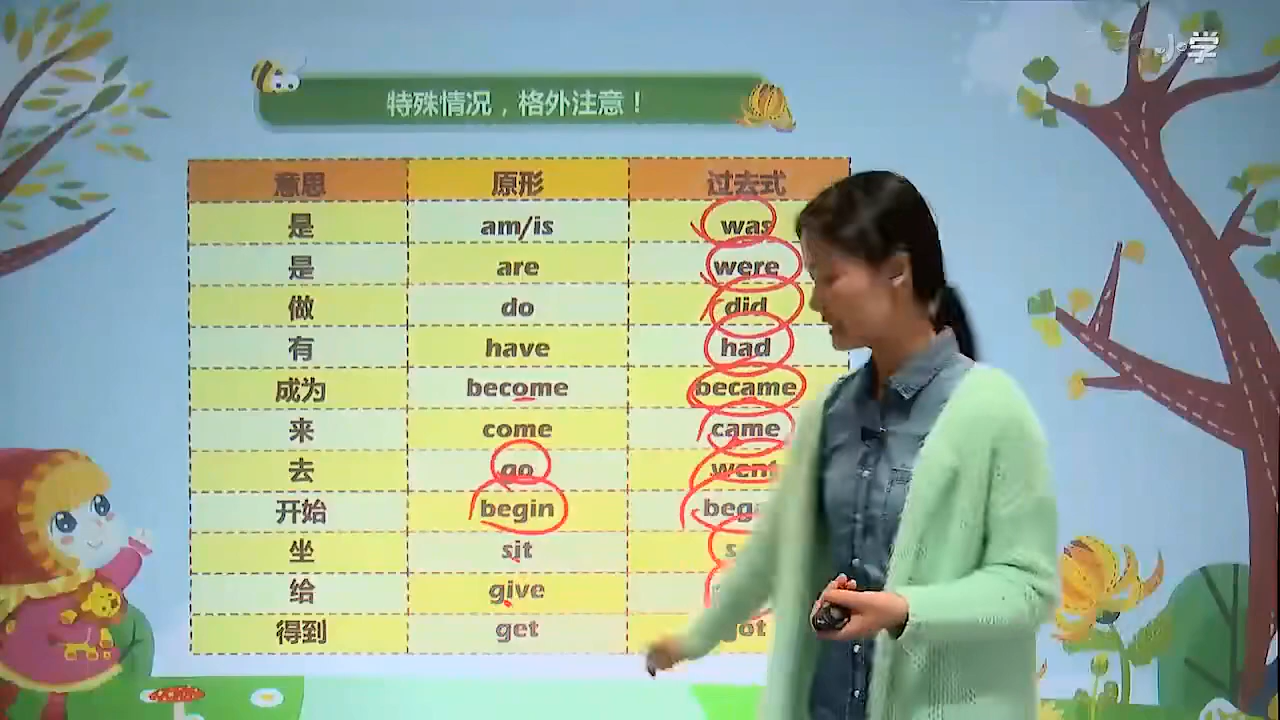 小学
特殊情况，格外注意！
意思 原形 过去式
是 am/is was
是 are were
做 do did
有 have had
成为 become became
来 come came
去 go went
开始 begin
坐 sit
给 give
得到 get got